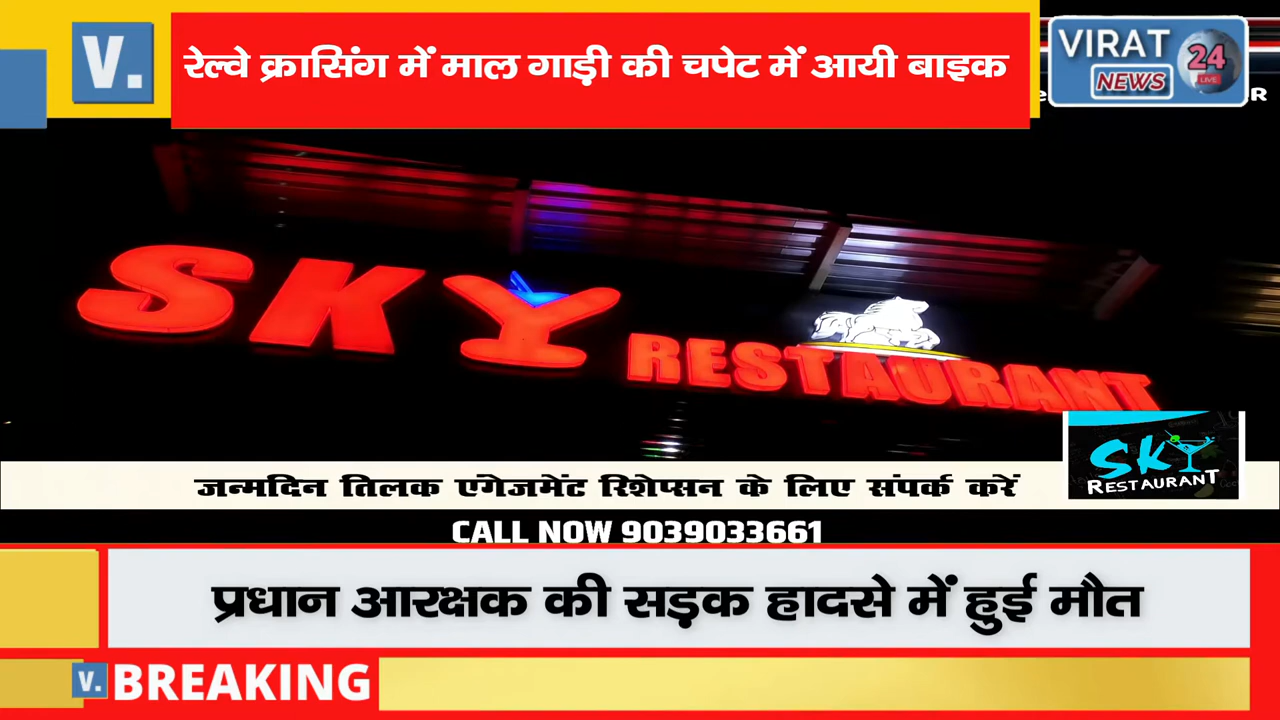 V.
रेल्वे क्रासिंग में माल गाड़ी की चपेट में आयी बाइक
VIRAT
NEWS
24
LIVE
SKY
RESTAURANT
SKY
RESTAURANT
जन्मदिन तिलक एंगेजमेंट रिशेप्सन के लिए संपर्क करें
CALL NOW 9039033661
प्रधान आरक्षक की सड़क हादसे में हुई मौत
V.
BREAKING